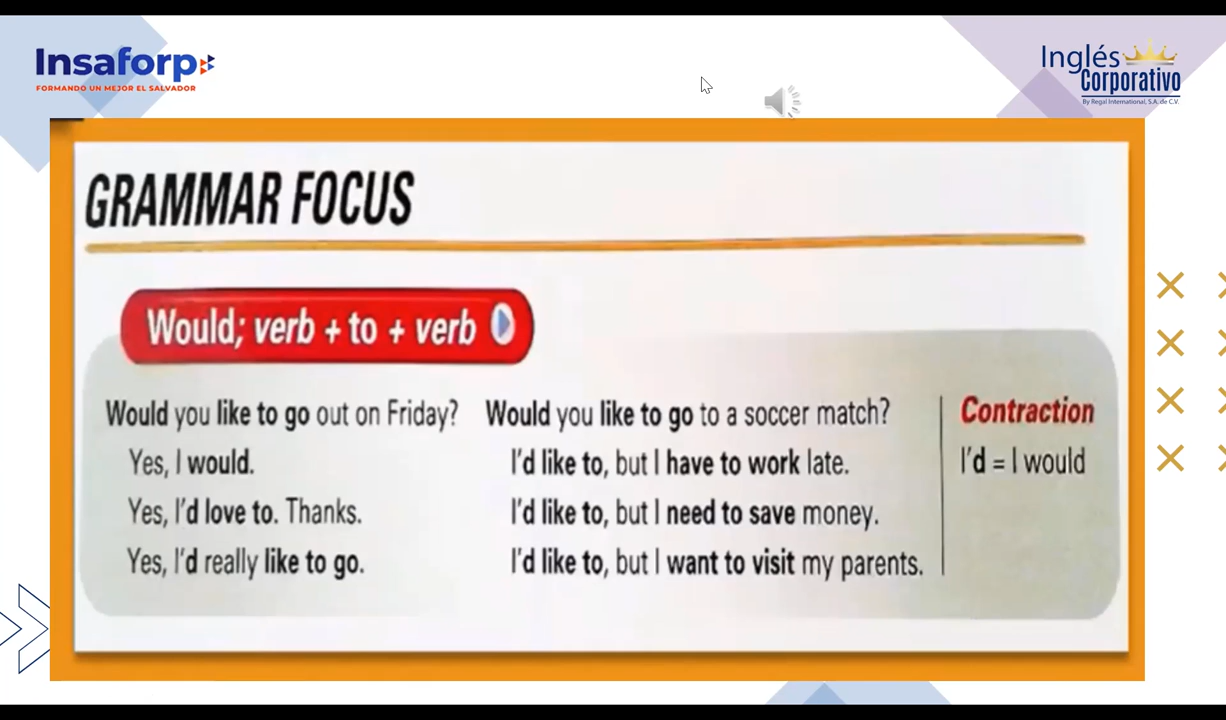 Insaforp
FORMANDO UN MEJOR EL SALVADOR
Inglés
Corporativo
By Regal International, S.A. de C.V.
GRAMMAR FOCUS
Would; verb + to + verb
Would you like to go out on Friday?
Yes, I would.
Yes, I'd love to. Thanks.
Yes, I'd really like to go.
Would you like to go to a soccer match?
I'd like to, but I have to work late.
I'd like to, but I need to save money.
I'd like to, but I want to visit my parents.
Contraction
I'd = I would